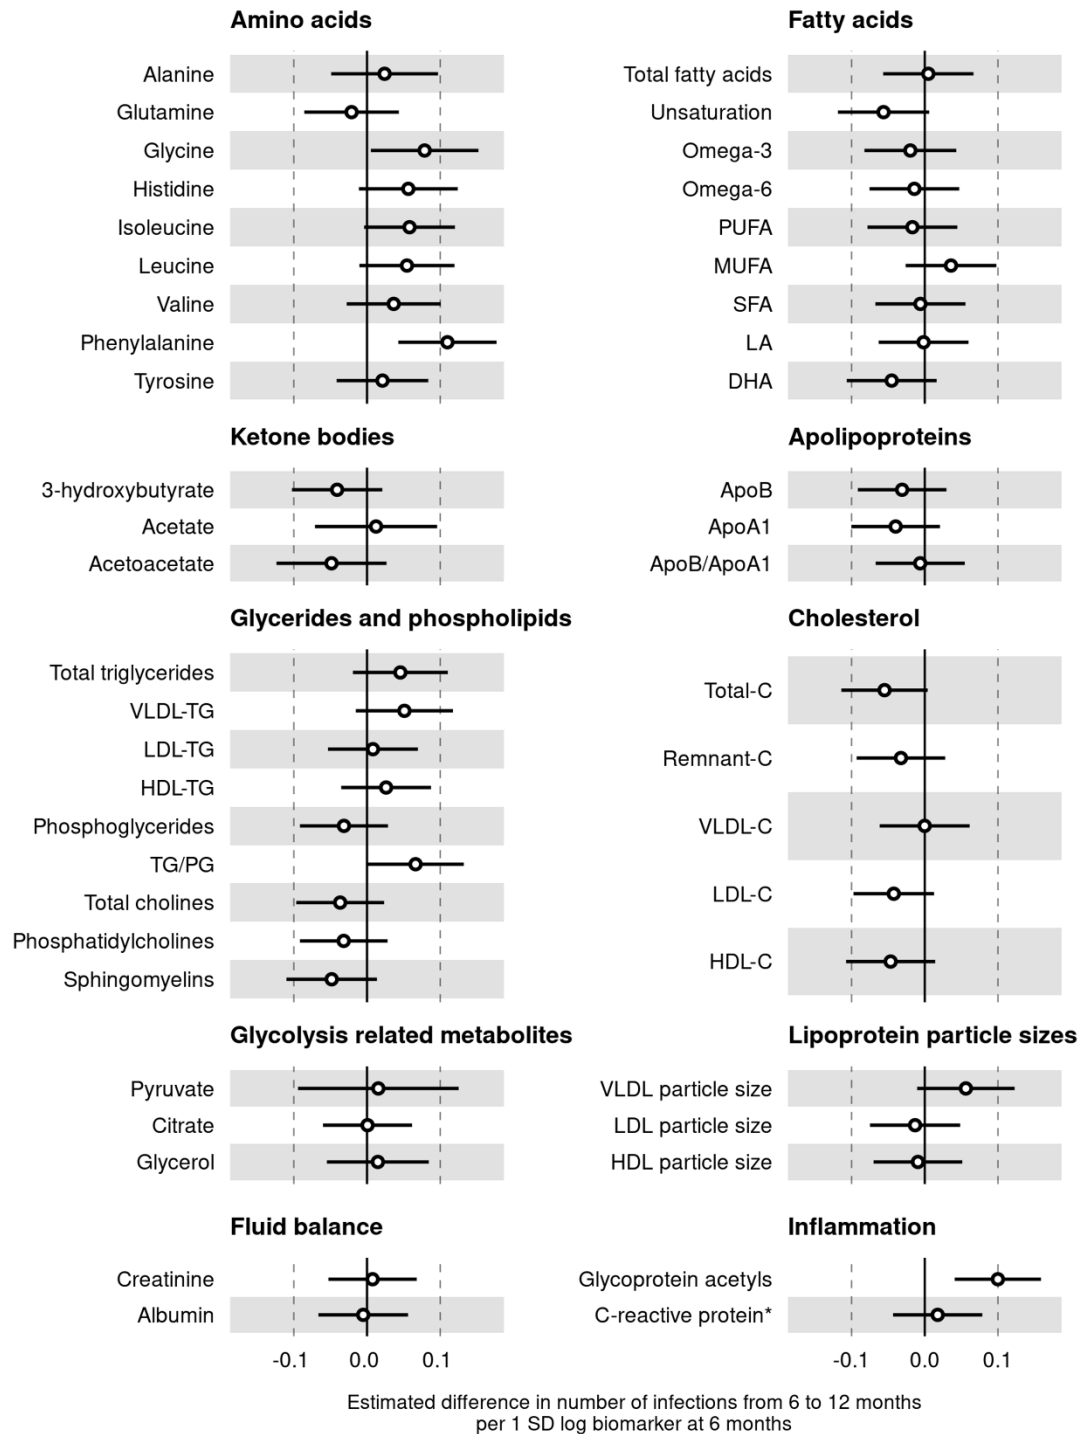 Amino acids
Alanine
Glutamine
Glycine
Histidine
Isoleucine
Leucine
Valine
Phenylalanine
Tyrosine
Ketone bodies
3-hydroxybutyrate
Acetate
Acetoacetate
Glycerides and phospholipids
Total triglycerides
VLDL-TG
LDL-TG
HDL-TG
Phosphoglycerides
TG/PG
Total cholines
Phosphatidylcholines
Sphingomyelins
Glycolysis related metabolites
Pyruvate
Citrate
Glycerol
Fluid balance
Creatinine
Albumin
-0.1 0.0 0.1
Fatty acids
Total fatty acids
Unsaturation
Omega-3
Omega-6
PUFA
MUFA
SFA
LA
DHA
Apolipoproteins
ApoB
ApoA1
ApoB/ApoA1
Cholesterol
Total-C
Remnant-C
VLDL-C
LDL-C
HDL-C
Lipoprotein particle sizes
VLDL particle size
LDL particle size
HDL particle size
Inflammation
Glycoprotein acetyls
C-reactive protein*
-0.1 0.0 0.1
Estimated difference in number of infections from 6 to 12 months
per 1 SD log biomarker at 6 months